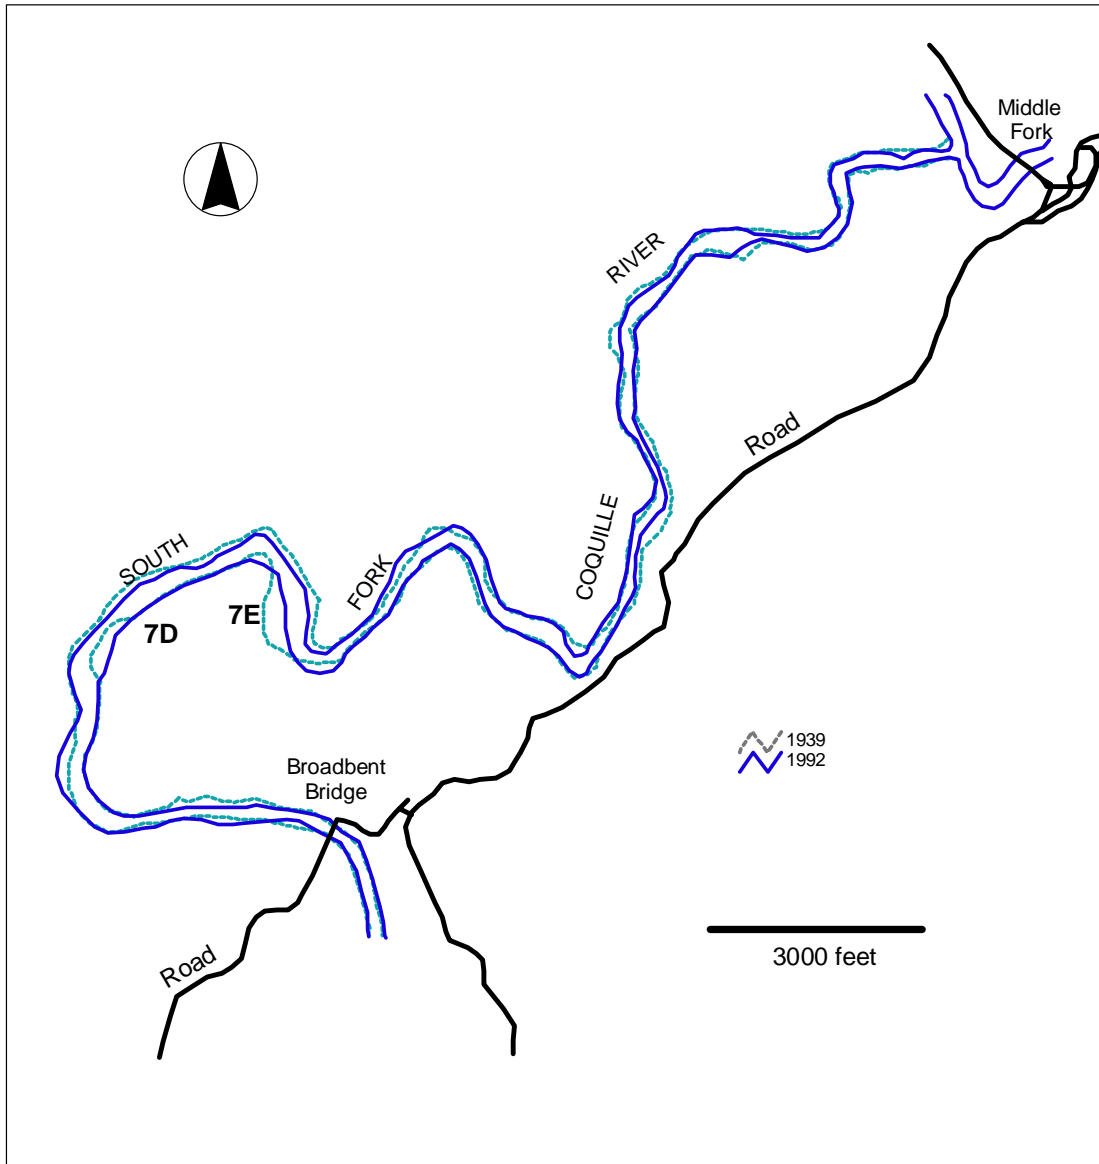 Middle
Fork
RIVER
Road
COQUILLE
SOUTH
FORK
7E
7D
1939
1992
Broadbent
Bridge
Road
3000 feet